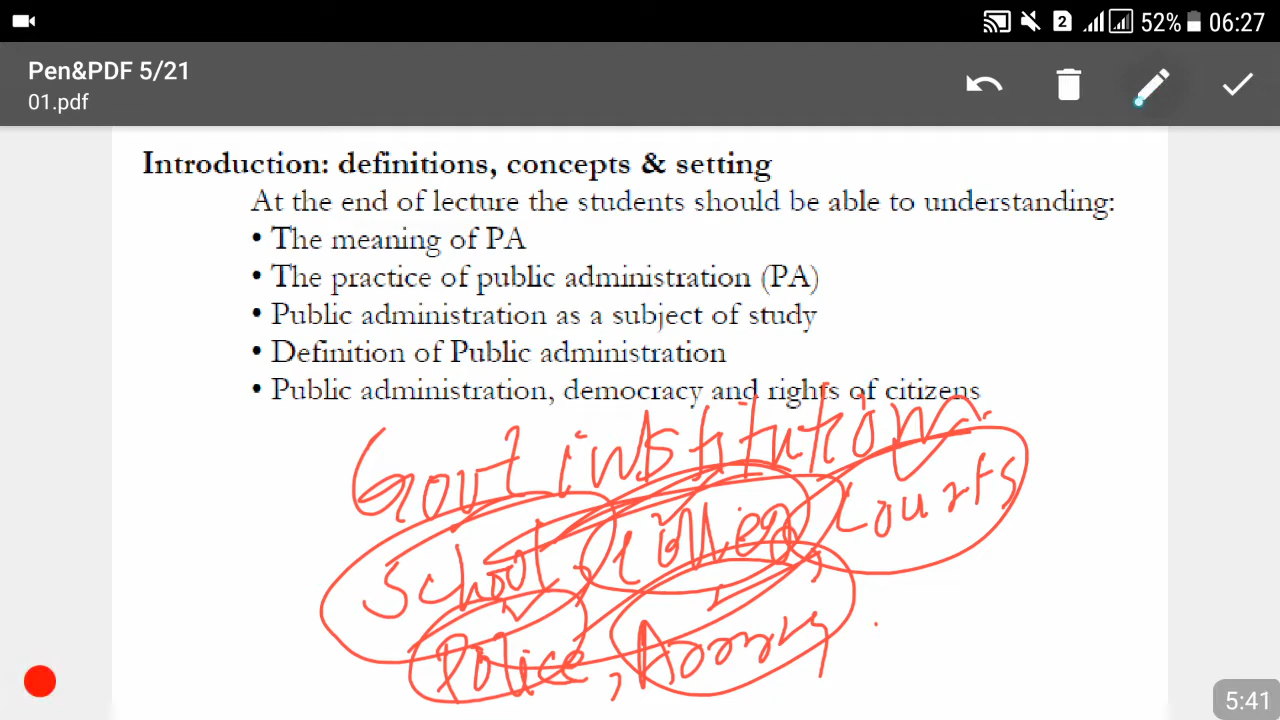 2 52% 06:27
Pen&PDF 5/21
01.pdf
Introduction: definitions, concepts & setting
At the end of lecture the students should be able to understanding:
• The meaning of PA
• The practice of public administration (PA)
• Public administration as a subject of study
• Definition of Public administration
• Public administration, democracy and rights of citizens
Govt institutions
School, College, Courts
Police, Army
5:41